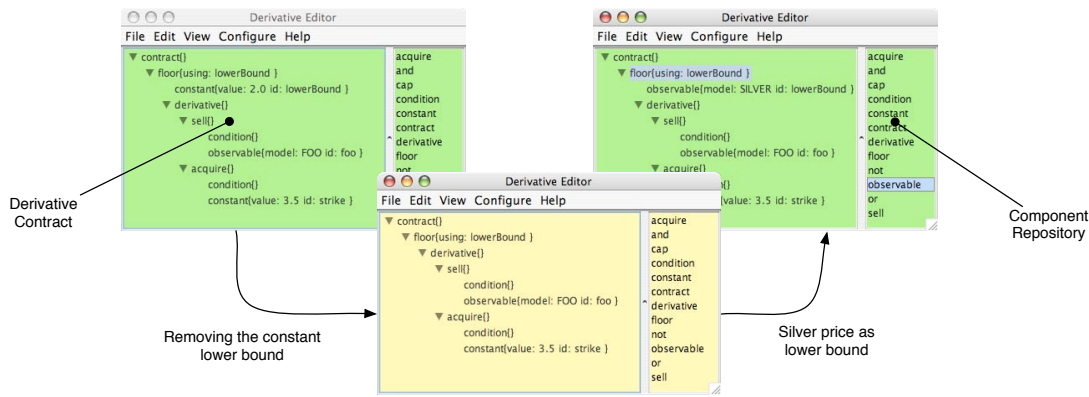 Derivative Editor
File Edit View Configure Help
contract{}
floor{using: lowerBound }
constant{value: 2.0 id: lowerBound }
derivative{}
sell{}
condition{}
observable{model: FOO id: foo }
acquire{}
condition{}
constant{value: 3.5 id: strike }
acquire
and
cap
condition
constant
contract
derivative
floor
not
Derivative Editor
File Edit View Configure Help
contract{}
floor{using: lowerBound }
observable{model: SILVER id: lowerBound }
derivative{}
sell{}
condition{}
observable{model: FOO id: foo }
acquire{}
acquire
and
cap
condition
constant
contract
derivative
floor
not
observable
or
sell
Derivative
Contract
Derivative Editor
File Edit View Configure Help
contract{}
floor{using: lowerBound }
derivative{}
sell{}
condition{}
observable{model: FOO id: foo }
acquire{}
condition{}
constant{value: 3.5 id: strike }
acquire
and
cap
condition
constant
contract
derivative
floor
not
observable
or
sell
Component
Repository
Removing the constant
lower bound
Silver price as
lower bound